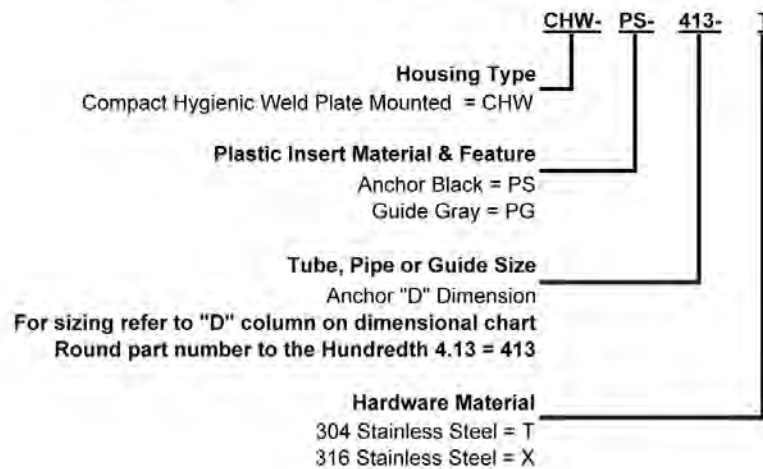 CHW- PS- 413- T
Housing Type
Compact Hygienic Weld Plate Mounted = CHW
Plastic Insert Material & Feature
Anchor Black = PS
Guide Gray = PG
Tube, Pipe or Guide Size
Anchor "D" Dimension
For sizing refer to "D" column on dimensional chart
Round part number to the Hundredth 4.13 = 413
Hardware Material
304 Stainless Steel = T
316 Stainless Steel = X